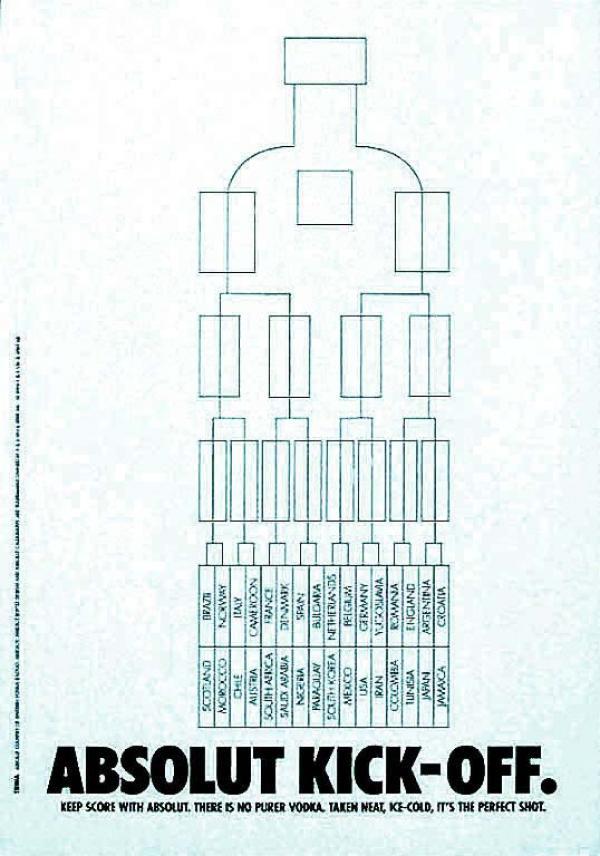 BRAZIL
NORWAY
ITALY
CAMEROON
FRANCE
DENMARK
SPAIN
BULGARIA
NETHERLANDS
BELGIUM
GERMANY
YUGOSLAVIA
ROMANIA
ENGLAND
ARGENTINA
CROATIA
SCOTLAND
MOROCCO
CHILE
AUSTRIA
SOUTH AFRICA
SAUDI ARABIA
NIGERIA
PARAGUAY
SOUTH KOREA
MEXICO
USA
IRAN
COLOMBIA
TUNISIA
JAPAN
JAMAICA
ABSOLUT KICK-OFF.
KEEP SCORE WITH ABSOLUT. THERE IS NO PURER VODKA. TAKEN NEAT, ICE-COLD, IT'S THE PERFECT SHOT.